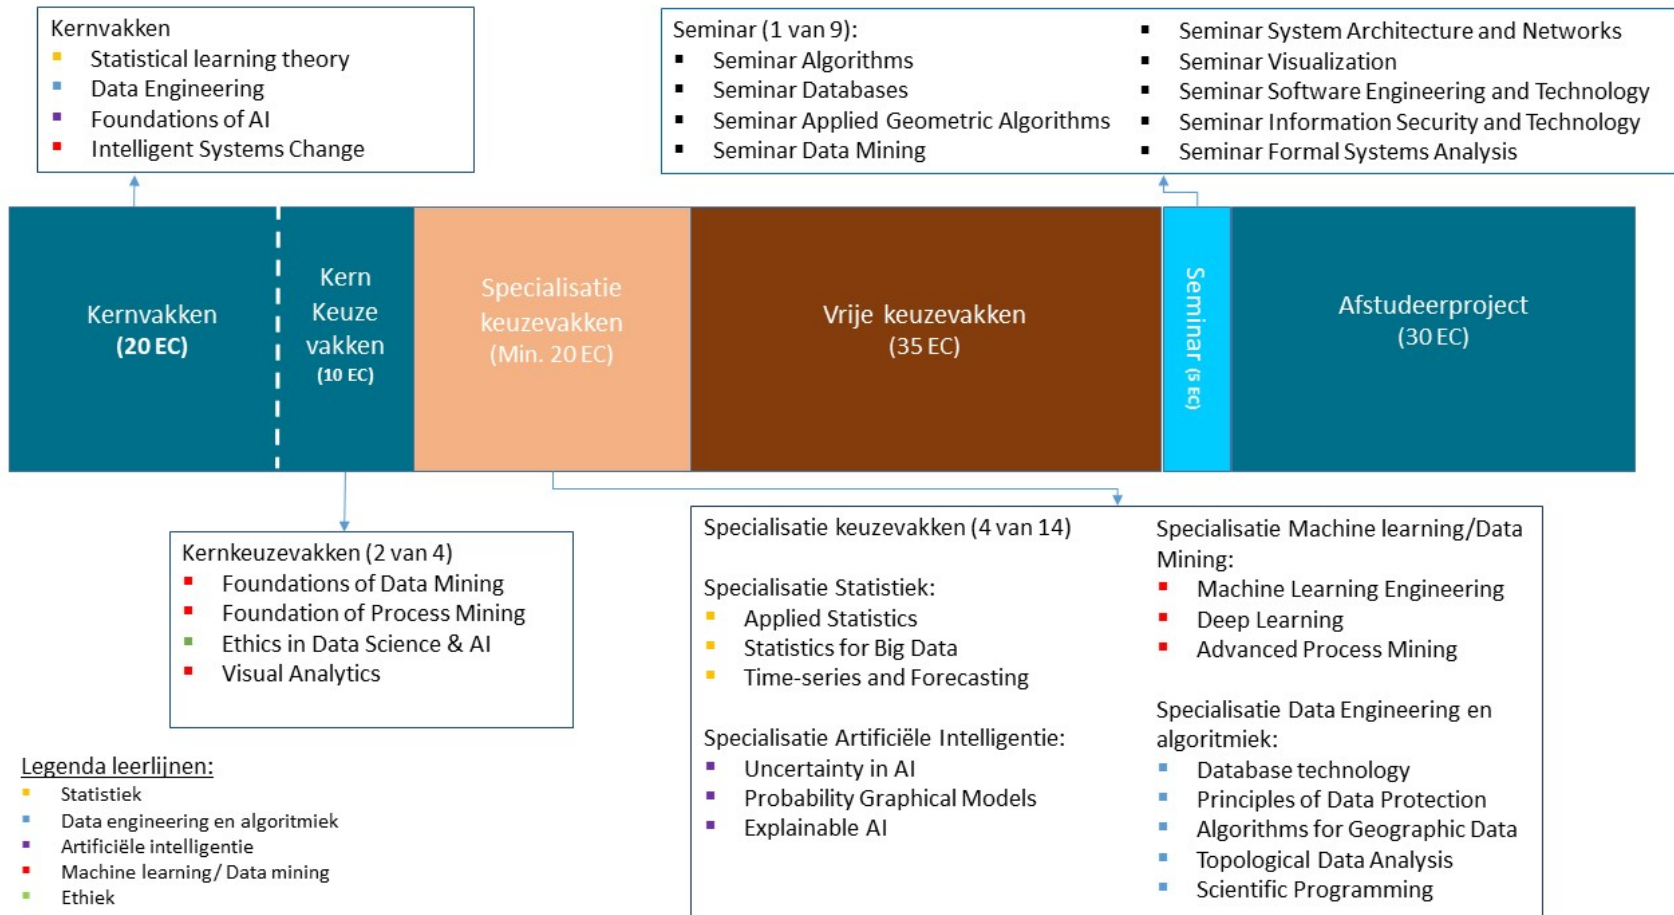 Kernvakken
Statistical learning theory
Data Engineering
Foundations of AI
Intelligent Systems Change
Seminar (1 van 9):
Seminar Algorithms
Seminar Databases
Seminar Applied Geometric Algorithms
Seminar Data Mining
Seminar System Architecture and Networks
Seminar Visualization
Seminar Software Engineering and Technology
Seminar Information Security and Technology
Seminar Formal Systems Analysis
Kernvakken
(20 EC)
Kern
Keuze
vakken
(10 EC)
Specialisatie
keuzevakken
(Min. 20 EC)
Vrije keuzevakken
(35 EC)
Seminar (5 EC)
Afstudeerproject
(30 EC)
Kernkeuzevakken (2 van 4)
Foundations of Data Mining
Foundation of Process Mining
Ethics in Data Science & AI
Visual Analytics
Specialisatie keuzevakken (4 van 14)
Specialisatie Statistiek:
Applied Statistics
Statistics for Big Data
Time-series and Forecasting
Specialisatie Artificiële Intelligentie:
Uncertainty in AI
Probability Graphical Models
Explainable AI
Specialisatie Machine learning/Data
Mining:
Machine Learning Engineering
Deep Learning
Advanced Process Mining
Specialisatie Data Engineering en
algoritmiek:
Database technology
Principles of Data Protection
Algorithms for Geographic Data
Topological Data Analysis
Scientific Programming
Legenda leerlijnen:
Statistiek
Data engineering en algoritmiek
Artificiële intelligentie
Machine learning/ Data mining
Ethiek